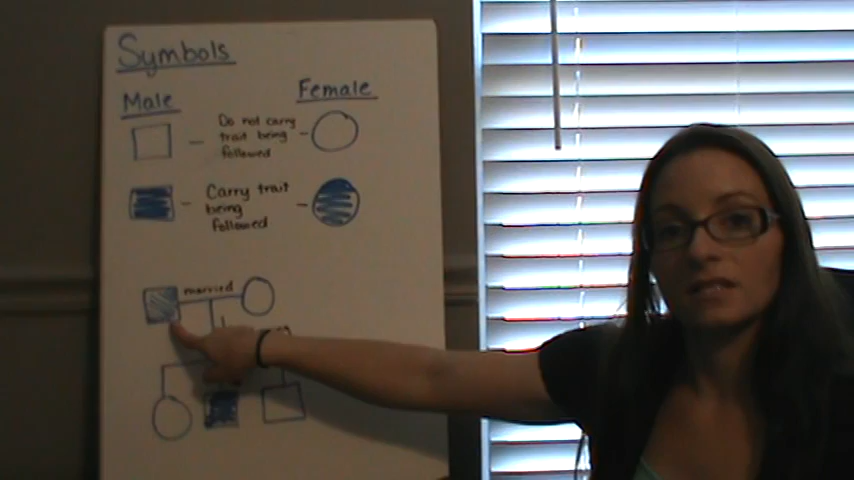 Symbols
Male
Female
Do not carry
trait being
followed
Carry trait
being
followed
married